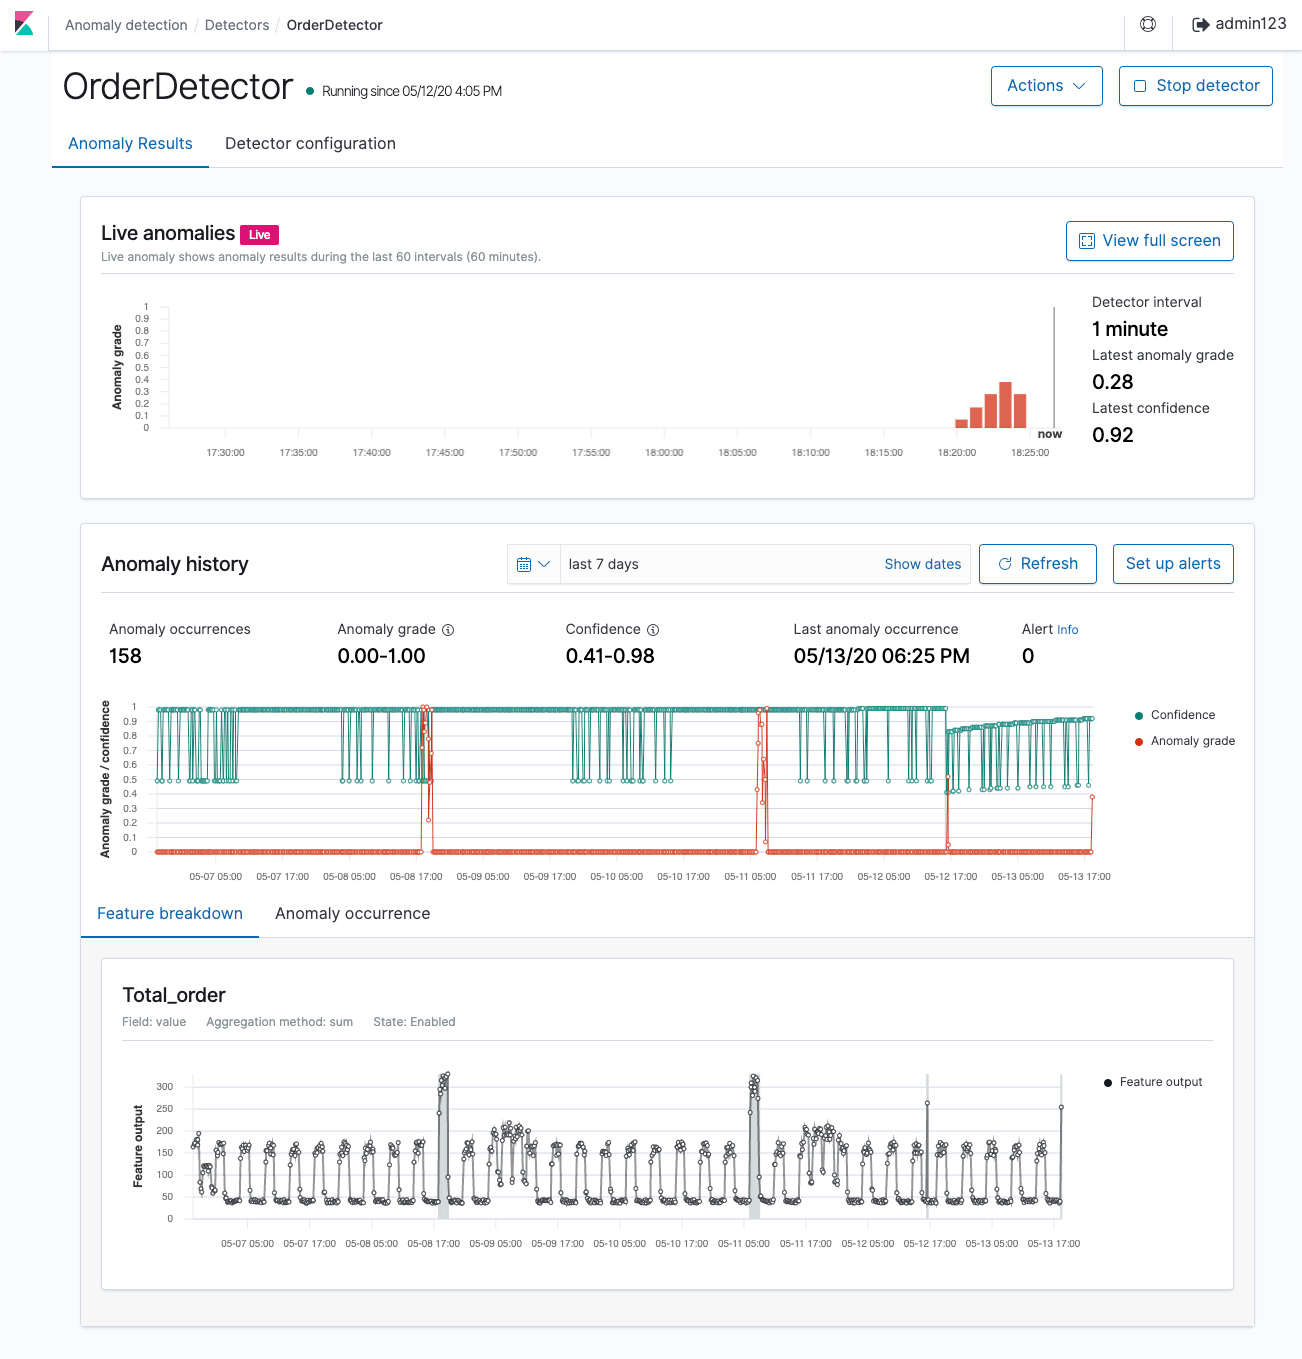 Anomaly detection / Detectors / OrderDetector
admin123
OrderDetector
Running since 05/12/20 4:05 PM
Actions
Stop detector
Anomaly Results
Detector configuration
Live anomalies Live
Live anomaly shows anomaly results during the last 60 intervals (60 minutes).
View full screen
Anomaly grade
1
0.9
0.8
0.7
0.6
0.5
0.4
0.3
0.2
0.1
0
now
17:30:00 17:35:00 17:40:00 17:45:00 17:50:00 17:55:00 18:00:00 18:05:00 18:10:00 18:15:00 18:20:00 18:25:00
Detector interval
1 minute
Latest anomaly grade
0.28
Latest confidence
0.92
Anomaly history
last 7 days
Show dates
Refresh
Set up alerts
Anomaly occurrences
158
Anomaly grade
0.00-1.00
Confidence
0.41-0.98
Last anomaly occurrence
05/13/20 06:25 PM
Alert Info
0
Anomaly grade / confidence
1
0.9
0.8
0.7
0.6
0.5
0.4
0.3
0.2
0.1
0
05-07 05:00 05-07 17:00 05-08 05:00 05-08 17:00 05-09 05:00 05-09 17:00 05-10 05:00 05-10 17:00 05-11 05:00 05-11 17:00 05-12 05:00 05-12 17:00 05-13 05:00 05-13 17:00
Confidence
Anomaly grade
Feature breakdown
Anomaly occurrence
Total_order
Field: value Aggregation method: sum State: Enabled
Feature output
300
250
200
150
100
50
0
05-07 05:00 05-07 17:00 05-08 05:00 05-08 17:00 05-09 05:00 05-09 17:00 05-10 05:00 05-10 17:00 05-11 05:00 05-11 17:00 05-12 05:00 05-12 17:00 05-13 05:00 05-13 17:00
Feature output